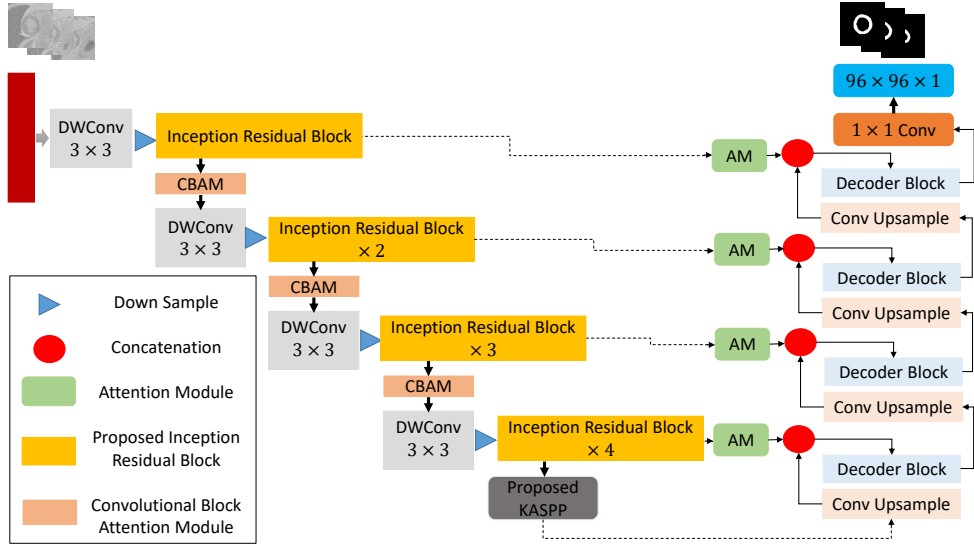 96 × 96 × 1
1 × 1 Conv
DWConv
3 × 3
Inception Residual Block
AM
Decoder Block
CBAM
Conv Upsample
DWConv
3 × 3
Inception Residual Block
× 2
AM
Decoder Block
CBAM
Conv Upsample
DWConv
3 × 3
Inception Residual Block
× 3
AM
Decoder Block
CBAM
Conv Upsample
DWConv
3 × 3
Inception Residual Block
× 4
AM
Decoder Block
Proposed
KASPP
Conv Upsample
Down Sample
Concatenation
Attention Module
Proposed Inception
Residual Block
Convolutional Block
Attention Module